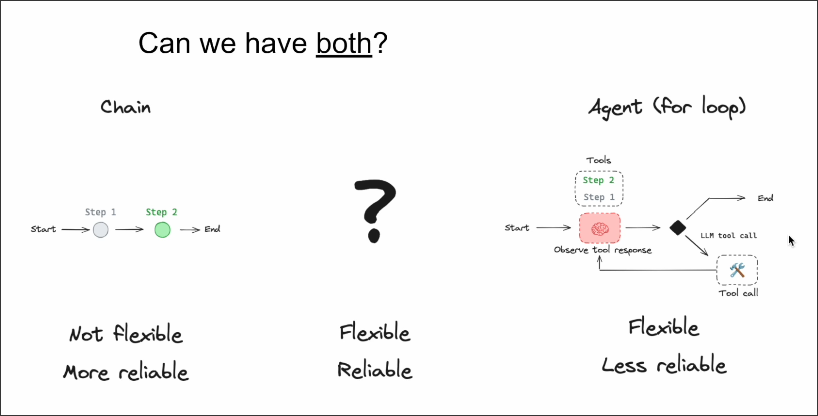 Can we have both?
Chain
Agent (for loop)
Tools
Step 2
Step 1
Step 1
Step 2
Start
End
?
Start
End
LLM tool call
Observe tool response
Tool call
Not flexible
More reliable
Flexible
Reliable
Flexible
Less reliable